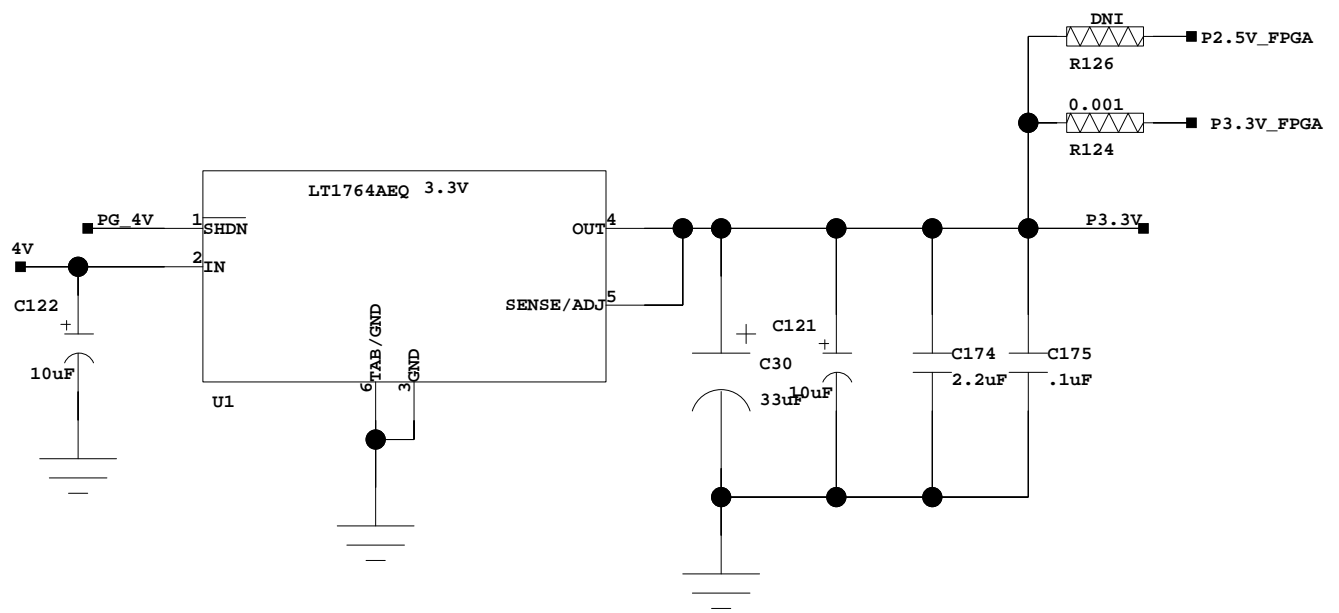 DNI
P2.5V_FPGA
R126
0.001
P3.3V_FPGA
R124
LT1764AEQ 3.3V
PG_4V
1
SHDN
4
OUT
P3.3V
4V
2
IN
C122
+
10uF
5
SENSE/ADJ
6
TAB/GND
3
GND
U1
+
C30
33uF
C121
+
10uF
C174
2.2uF
C175
.1uF